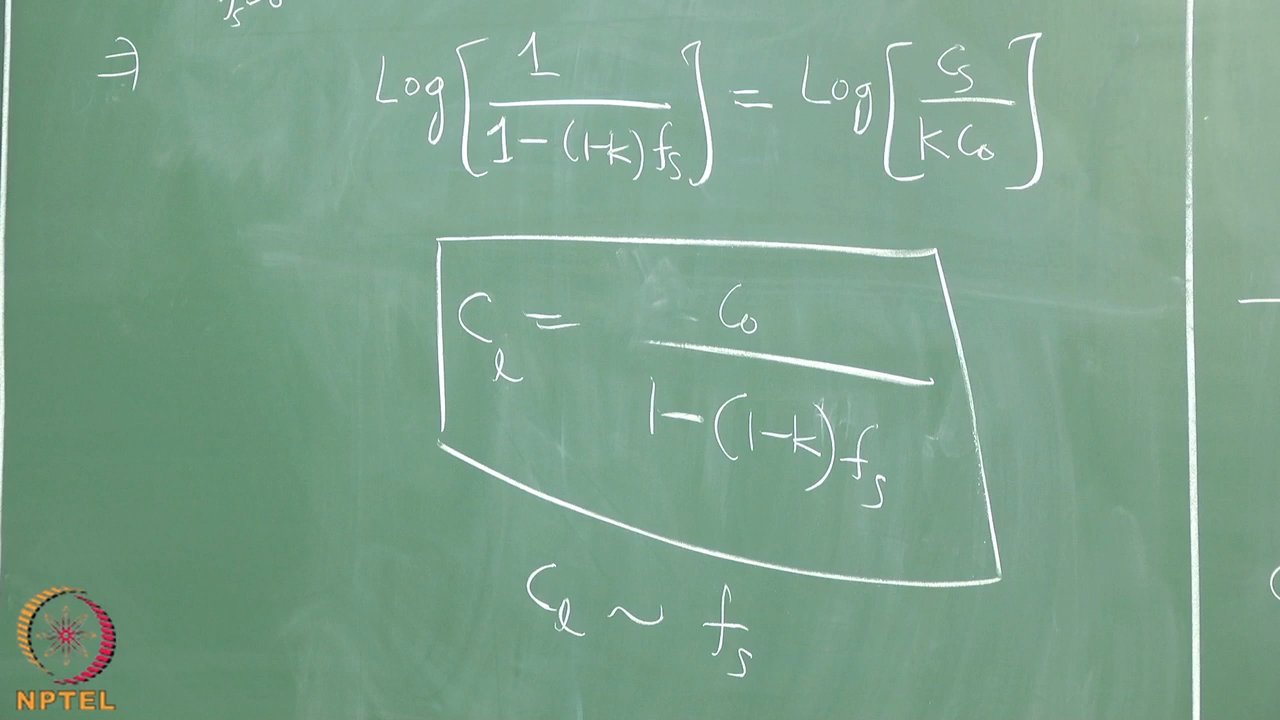 ⇒ Log[1/(1-(1-k)fs)] = Log[Cs/(kC0)]
Cl = C0/(1-(1-k)fs)
Cl ~ fs
NPTEL